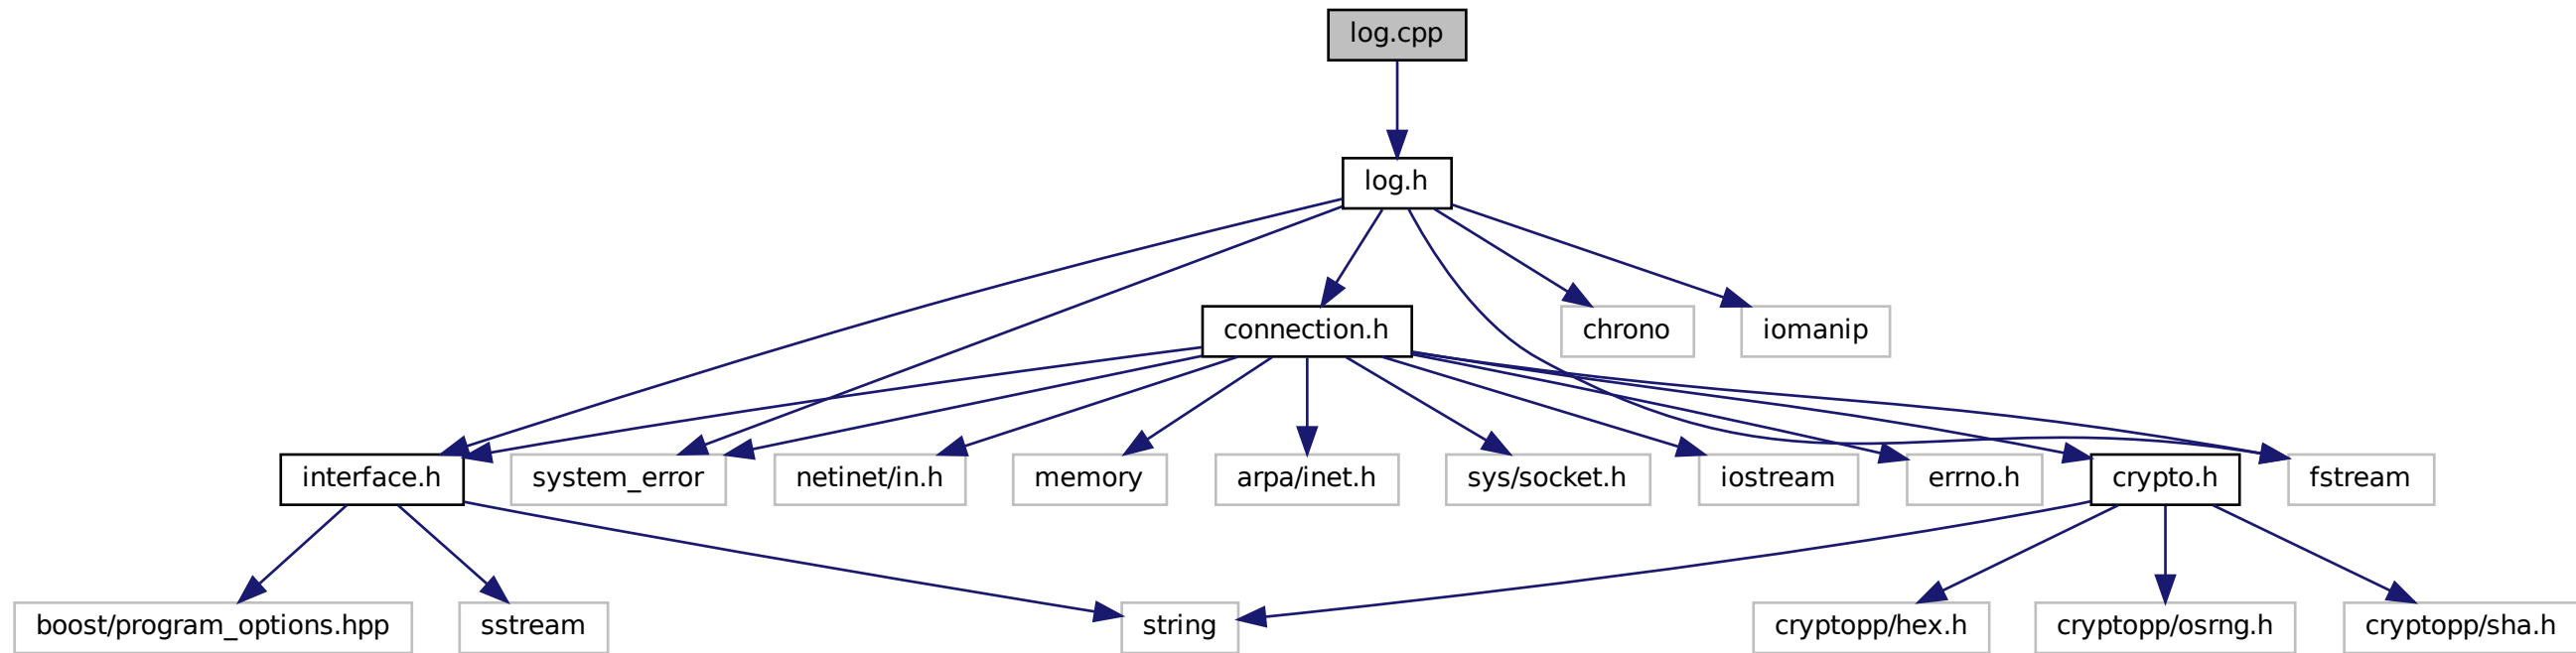 log.cpp
log.h
connection.h
chrono
iomanip
interface.h
system_error
netinet/in.h
memory
arpa/inet.h
sys/socket.h
iostream
errno.h
crypto.h
fstream
boost/program_options.hpp
sstream
string
cryptopp/hex.h
cryptopp/osrng.h
cryptopp/sha.h